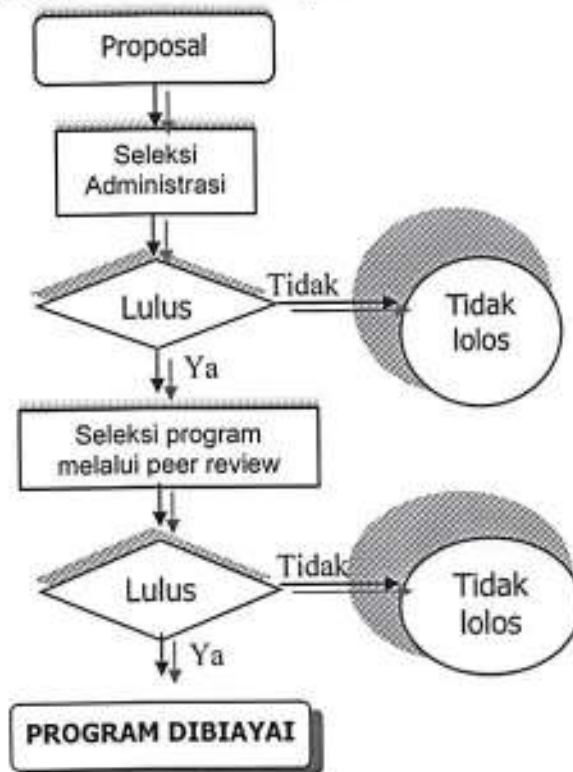 Proposal
Seleksi
Administrasi
Lulus
Tidak
Tidak
lolos
Ya
Seleksi program
melalui peer review
Lulus
Tidak
Tidak
lolos
Ya
PROGRAM DIBIAYAI